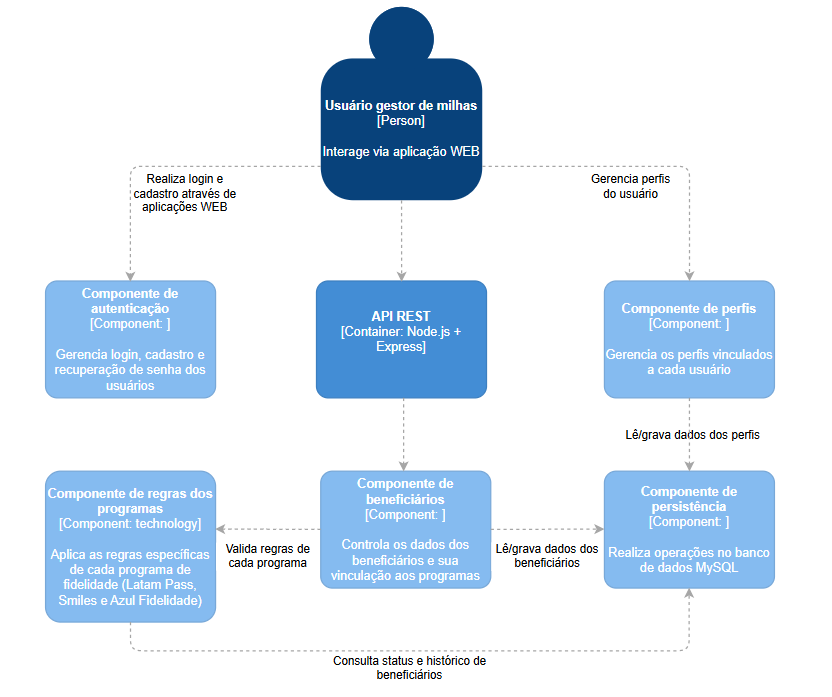 Usuário gestor de milhas
[Person]
Interage via aplicação WEB
Realiza login e
cadastro através de
aplicações WEB
Gerencia perfis
do usuário
Componente de
autenticação
[Component: ]
Gerencia login, cadastro e
recuperação de senha dos
usuários
API REST
[Container: Node.js +
Express]
Componente de perfis
[Component: ]
Gerencia os perfis vinculados
a cada usuário
Lê/grava dados dos perfis
Componente de regras dos
programas
[Component: technology]
Aplica as regras específicas
de cada programa de
fidelidade (Latam Pass,
Smiles e Azul Fidelidade)
Valida regras de
cada programa
Componente de
beneficiários
[Component: ]
Controla os dados dos
beneficiários e sua
vinculação aos programas
Lê/grava dados dos
beneficiários
Componente de
persistência
[Component: ]
Realiza operações no banco
de dados MySQL
Consulta status e histórico de
beneficiários